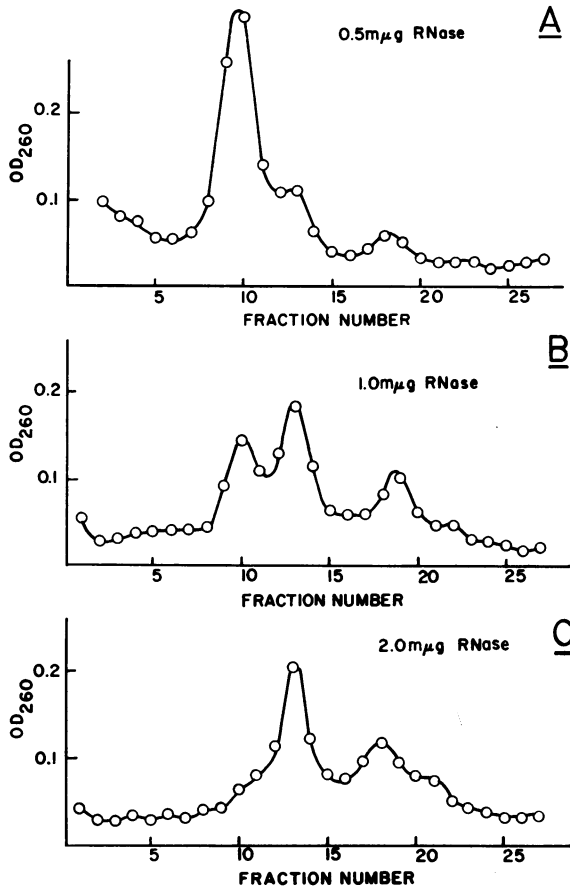 A
0.5mµg RNase
0.2
0.1
OD260
5 10 15 20 25
FRACTION NUMBER
B
1.0mµg RNase
0.2
0.1
OD260
5 10 15 20 25
FRACTION NUMBER
C
2.0mµg RNase
0.2
0.1
OD260
5 10 15 20 25
FRACTION NUMBER